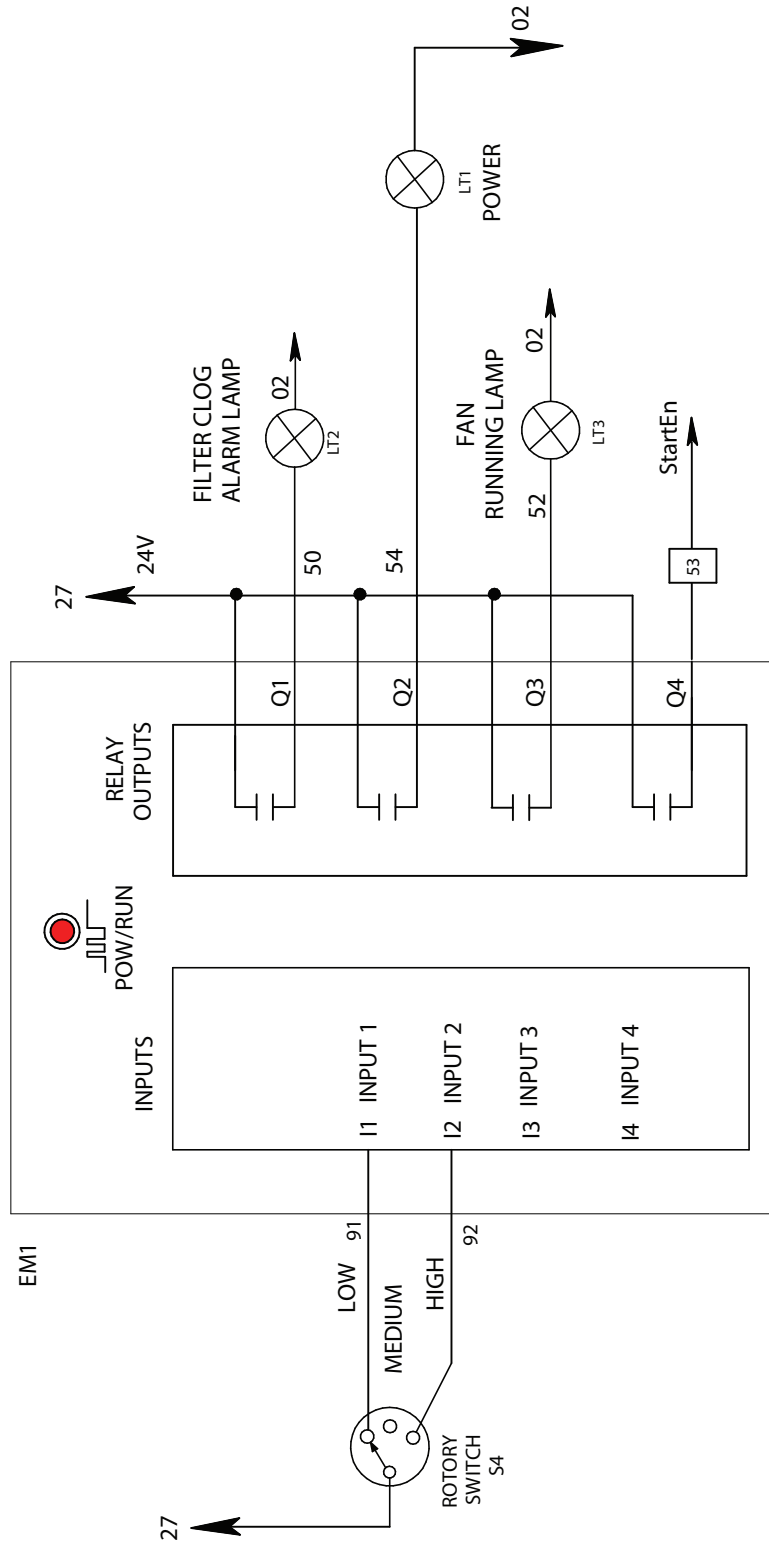 EM1
27
ROTORY
SWITCH
S4
LOW
MEDIUM
HIGH
91
92
INPUTS
I1 INPUT 1
I2 INPUT 2
I3 INPUT 3
I4 INPUT 4
POW/RUN
RELAY
OUTPUTS
Q1
Q2
Q3
Q4
27
24V
50
54
52
53
FILTER CLOG
ALARM LAMP
LT2
02
LT1
POWER
02
FAN
RUNNING LAMP
LT3
02
StartEn